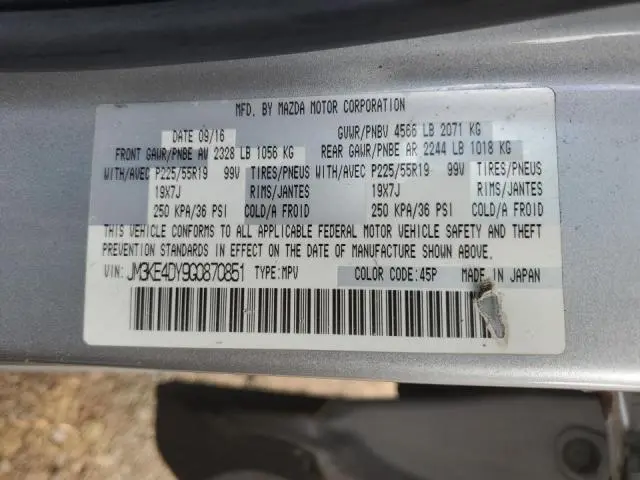 MFD. BY MAZDA MOTOR CORPORATION
DATE 09/16 GVWR/PNBV 4566 LB 2071 KG
FRONT GAWR/PNBE AV 2328 LB 1056 KG REAR GAWR/PNBE AR 2244 LB 1018 KG
WITH/AVEC P225/55R19 99V TIRES/PNEUS WITH/AVEC P225/55R19 99V TIRES/PNEUS
19X7J RIMS/JANTES 19X7J RIMS/JANTES
250 KPA/36 PSI COLD/A FROID 250 KPA/36 PSI COLD/A FROID
THIS VEHICLE CONFORMS TO ALL APPLICABLE FEDERAL MOTOR VEHICLE SAFETY AND THEFT
PREVENTION STANDARDS IN EFFECT ON THE DATE OF MANUFACTURE SHOWN ABOVE.
VIN: JM3KE4DY9G0870851 TYPE:MPV COLOR CODE:45P MADE IN JAPAN